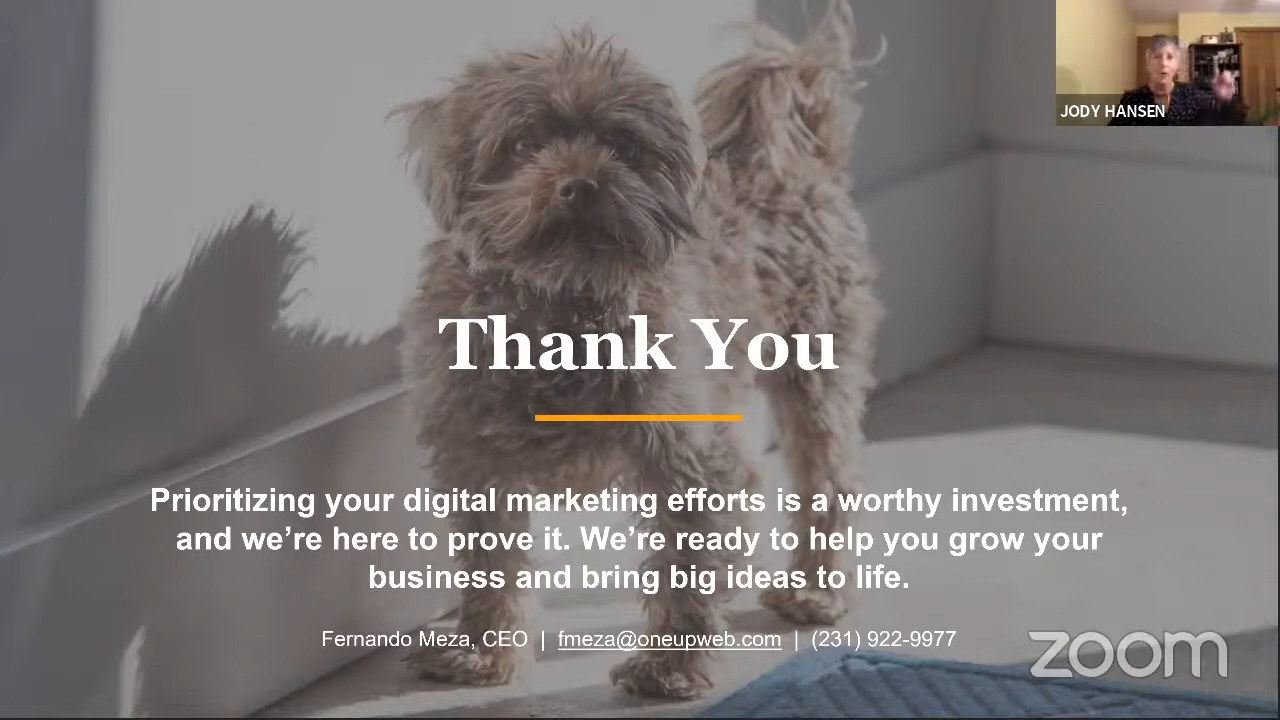 JODY HANSEN
Thank You
Prioritizing your digital marketing efforts is a worthy investment,
and we’re here to prove it. We’re ready to help you grow your
business and bring big ideas to life.
Fernando Meza, CEO | fmeza@oneupweb.com | (231) 922-9977
zoom